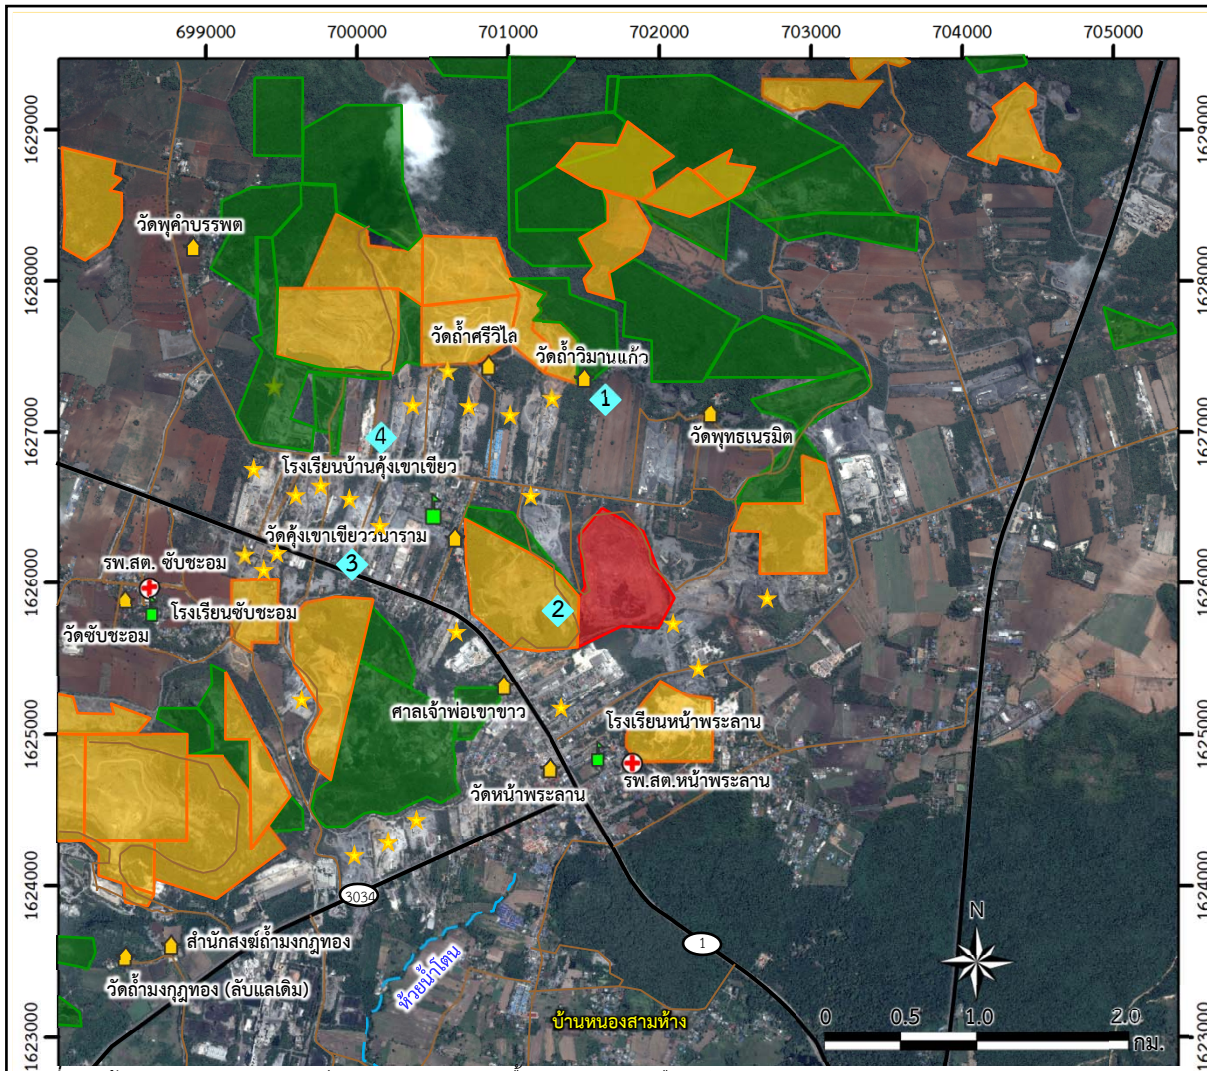 699000 700000 701000 702000 703000 704000 705000
1629000 1629000
1628000 1628000
1627000 1627000
1626000 1626000
1625000 1625000
1624000 1624000
1623000 1623000
วัดพุคำบรรพต
วัดถ้ำศรีวิไล
วัดถ้ำวิมานแก้ว
1
วัดพุทธเนรมิต
4
โรงเรียนบ้านคุ้งเขาเขียว
วัดคุ้งเขาเขียววนาราม
รพ.สต. ซับชะอม
3
โรงเรียนซับชะอม
2
วัดซับชะอม
ศาลเจ้าพ่อเขาขาว
โรงเรียนหน้าพระลาน
รพ.สต.หน้าพระลาน
วัดหน้าพระลาน
3034
สำนักสงฆ์ถ้ำมงกฎทอง
1
วัดถ้ำมงกุฎทอง (ลับแลเดิม)
ห้วยน้ำโตน
บ้านหนองสามห้าง
N
0 0.5 1.0 2.0
กม.